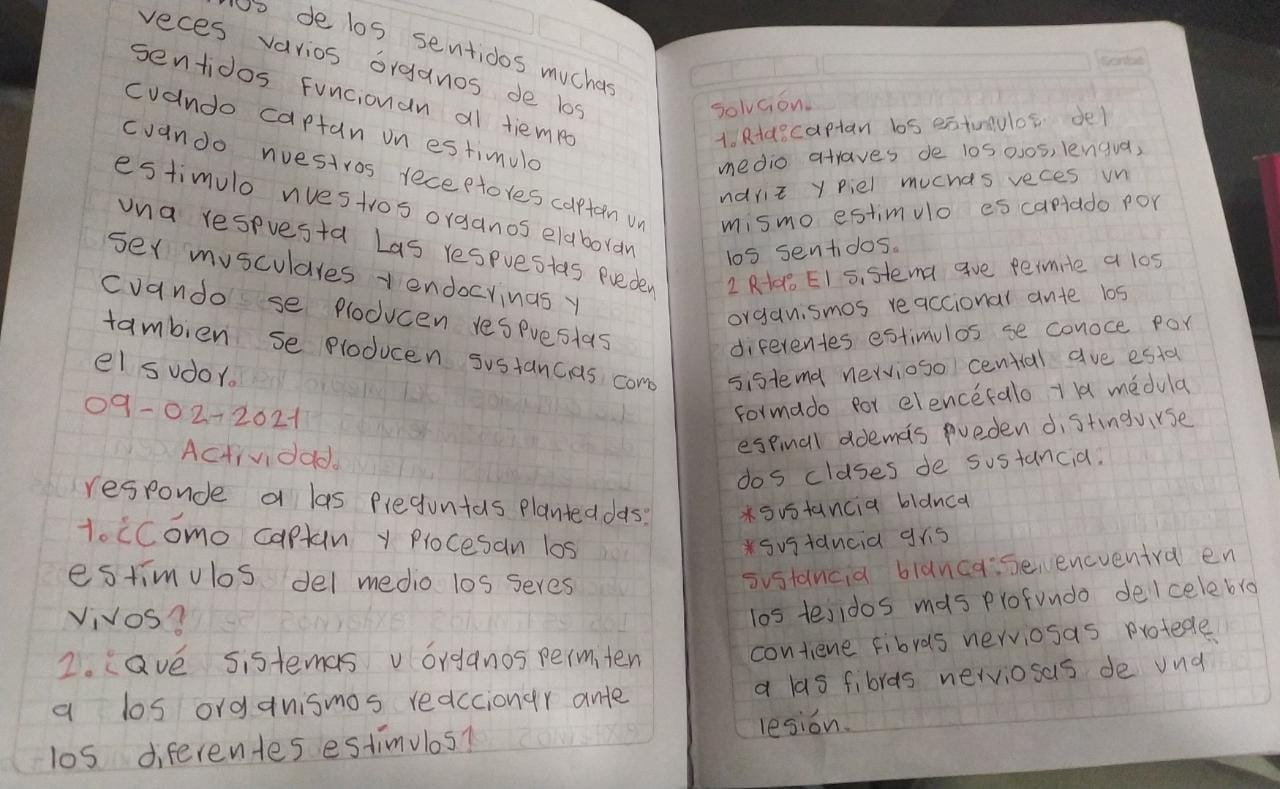 de los sentidos muchas
veces varios órganos de los
sentidos Funcionan al tiempo
cuando captan un estimulo
cuando nuestros receptores captan un
estimulo nuestros organos elaboran
una respuesta Las respuestas pueden
ser musculares y endocrinas y
cuando se producen respuestas
tambien se producen sustancias como
el sudor.
09-02-2021
Actividad.
responde a las preguntas planteadas:
1. ¿Cómo captan y procesan los
estímulos del medio los seres
vivos?
2. ¿Qué sistemas u órganos permiten
a los organismos reaccionar ante
los diferentes estímulos?
Scribe
Solución.
1. Rta: Captan los estimulos del
medio atraves de los ojos, lengua,
nariz y piel muchas veces un
mismo estimulo es captado por
los sentidos.
2 Rta: El sistema que permite a los
organismos reaccionar ante los
diferentes estimulos se conoce por
sistema nervioso central que esta
formado por el encéfalo y la médula
espinal además pueden distinguirse
dos clases de sustancia:
*sustancia blanca
*sustancia gris
Sustancia blanca: Se encuentra en
los tejidos mas profundo del celebro
contiene fibras nerviosas protege
a las fibras nerviosas de una
lesión.